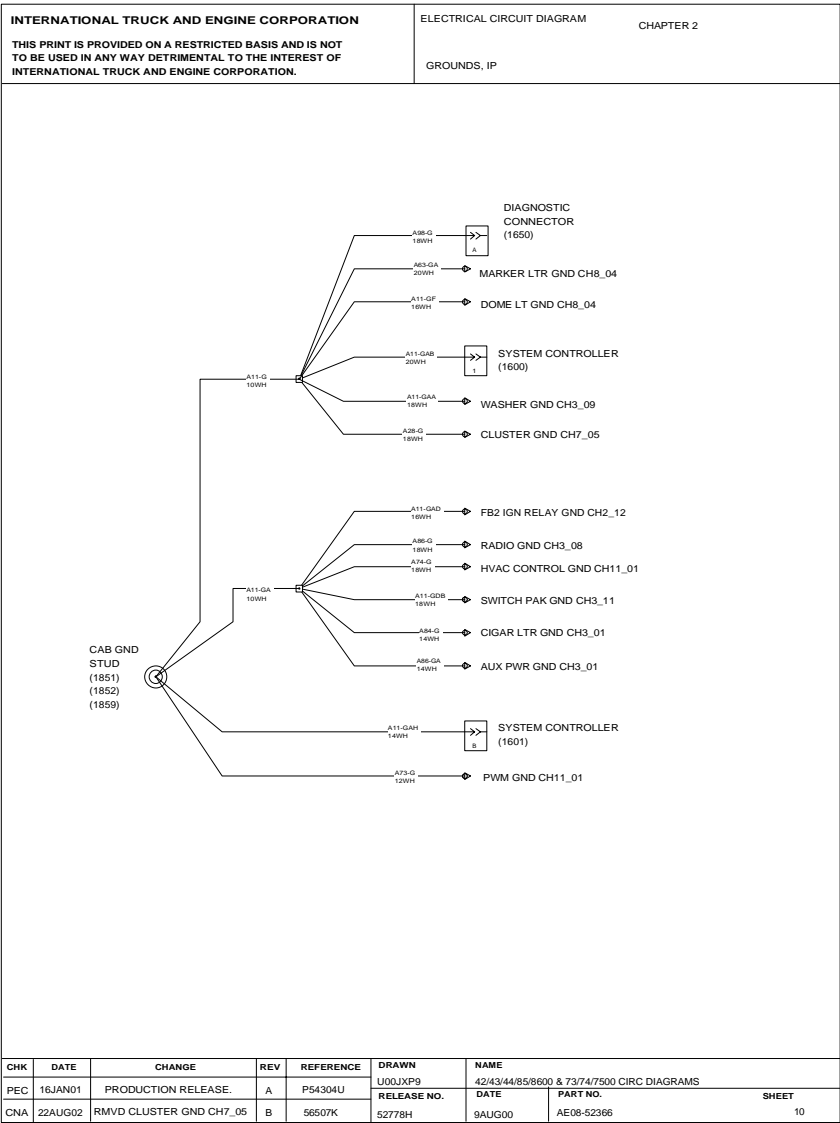 INTERNATIONAL TRUCK AND ENGINE CORPORATION
THIS PRINT IS PROVIDED ON A RESTRICTED BASIS AND IS NOT
TO BE USED IN ANY WAY DETRIMENTAL TO THE INTEREST OF
INTERNATIONAL TRUCK AND ENGINE CORPORATION.
ELECTRICAL CIRCUIT DIAGRAM
CHAPTER 2
GROUNDS, IP
DIAGNOSTIC
CONNECTOR
(1650)
A98-G
18WH
A
A63-GA
20WH
MARKER LTR GND CH8_04
A11-GF
16WH
DOME LT GND CH8_04
A11-GAB
20WH
1
SYSTEM CONTROLLER
(1600)
A11-G
10WH
A11-GAA
18WH
WASHER GND CH3_09
A28-G
18WH
CLUSTER GND CH7_05
A11-GAD
16WH
FB2 IGN RELAY GND CH2_12
A86-G
18WH
RADIO GND CH3_08
A74-G
18WH
HVAC CONTROL GND CH11_01
A11-GA
10WH
A11-GDB
18WH
SWITCH PAK GND CH3_11
A84-G
14WH
CIGAR LTR GND CH3_01
A86-GA
14WH
AUX PWR GND CH3_01
CAB GND
STUD
(1851)
(1852)
(1859)
A11-GAH
14WH
B
SYSTEM CONTROLLER
(1601)
A73-G
12WH
PWM GND CH11_01
CHK DATE CHANGE REV REFERENCE
PEC 16JAN01 PRODUCTION RELEASE. A P54304U
CNA 22AUG02 RMVD CLUSTER GND CH7_05 B 56507K
DRAWN
U00JXP9
NAME
42/43/44/85/8600 & 73/74/7500 CIRC DIAGRAMS
RELEASE NO.
52778H
DATE
9AUG00
PART NO.
AE08-52366
SHEET
10